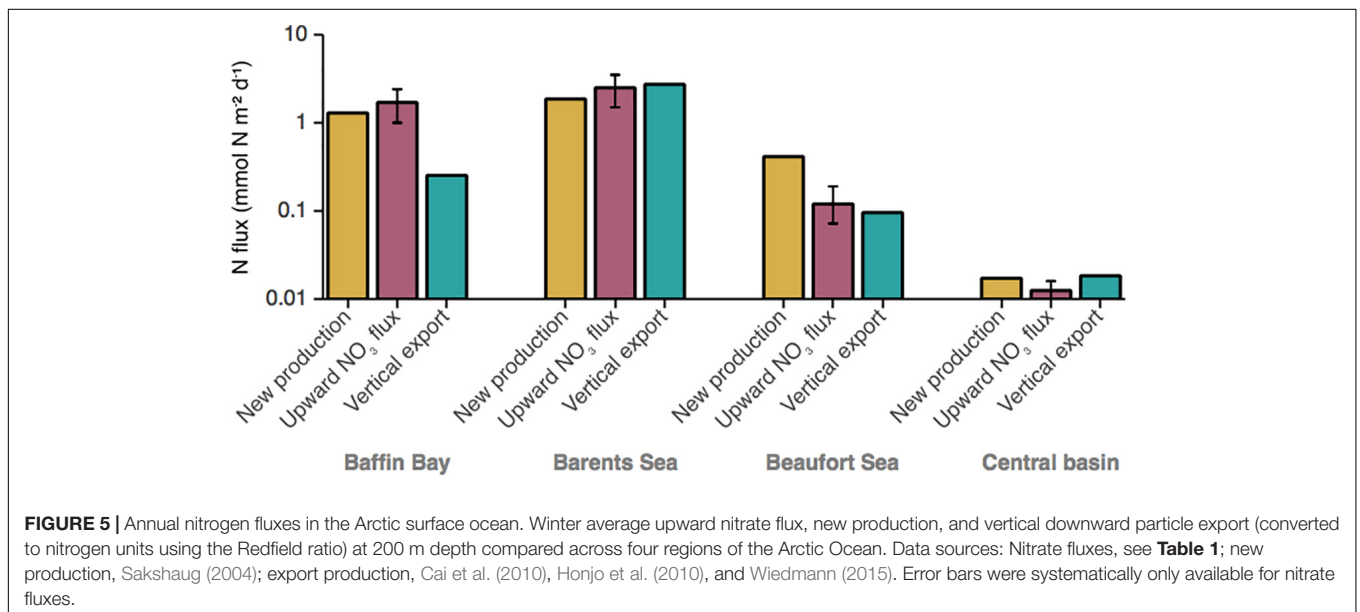 10
1
0.1
0.01
N flux (mmol N m⁻² d⁻¹)
New production
Upward NO₃ flux
Vertical export
New production
Upward NO₃ flux
Vertical export
New production
Upward NO₃ flux
Vertical export
New production
Upward NO₃ flux
Vertical export
Baffin Bay
Barents Sea
Beaufort Sea
Central basin
FIGURE 5 | Annual nitrogen fluxes in the Arctic surface ocean. Winter average upward nitrate flux, new production, and vertical downward particle export (converted
to nitrogen units using the Redfield ratio) at 200 m depth compared across four regions of the Arctic Ocean. Data sources: Nitrate fluxes, see Table 1; new
production, Sakshaug (2004); export production, Cai et al. (2010), Honjo et al. (2010), and Wiedmann (2015). Error bars were systematically only available for nitrate
fluxes.